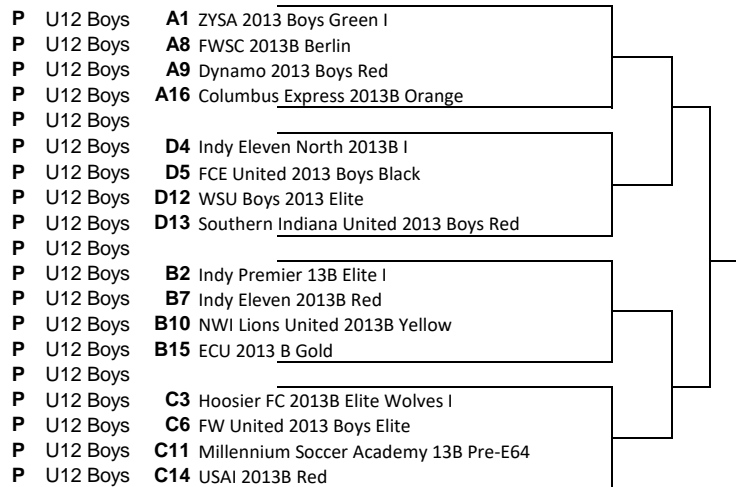 P U12 Boys A1 ZYSA 2013 Boys Green I
P U12 Boys A8 FWSC 2013B Berlin
P U12 Boys A9 Dynamo 2013 Boys Red
P U12 Boys A16 Columbus Express 2013B Orange
P U12 Boys
P U12 Boys D4 Indy Eleven North 2013B I
P U12 Boys D5 FCE United 2013 Boys Black
P U12 Boys D12 WSU Boys 2013 Elite
P U12 Boys D13 Southern Indiana United 2013 Boys Red
P U12 Boys
P U12 Boys B2 Indy Premier 13B Elite I
P U12 Boys B7 Indy Eleven 2013B Red
P U12 Boys B10 NWI Lions United 2013B Yellow
P U12 Boys B15 ECU 2013 B Gold
P U12 Boys
P U12 Boys C3 Hoosier FC 2013B Elite Wolves I
P U12 Boys C6 FW United 2013 Boys Elite
P U12 Boys C11 Millennium Soccer Academy 13B Pre-E64
P U12 Boys C14 USAI 2013B Red